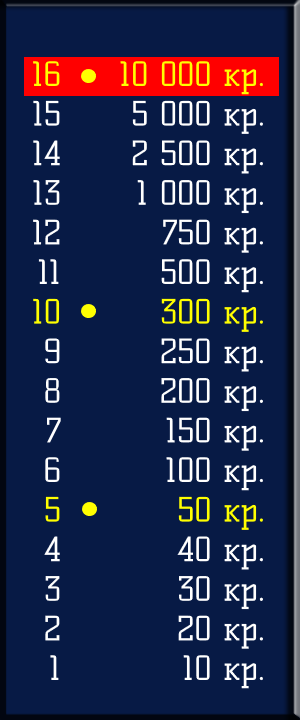 16 • 10 000 кр.
15 5 000 кр.
14 2 500 кр.
13 1 000 кр.
12 750 кр.
11 500 кр.
10 • 300 кр.
9 250 кр.
8 200 кр.
7 150 кр.
6 100 кр.
5 • 50 кр.
4 40 кр.
3 30 кр.
2 20 кр.
1 10 кр.